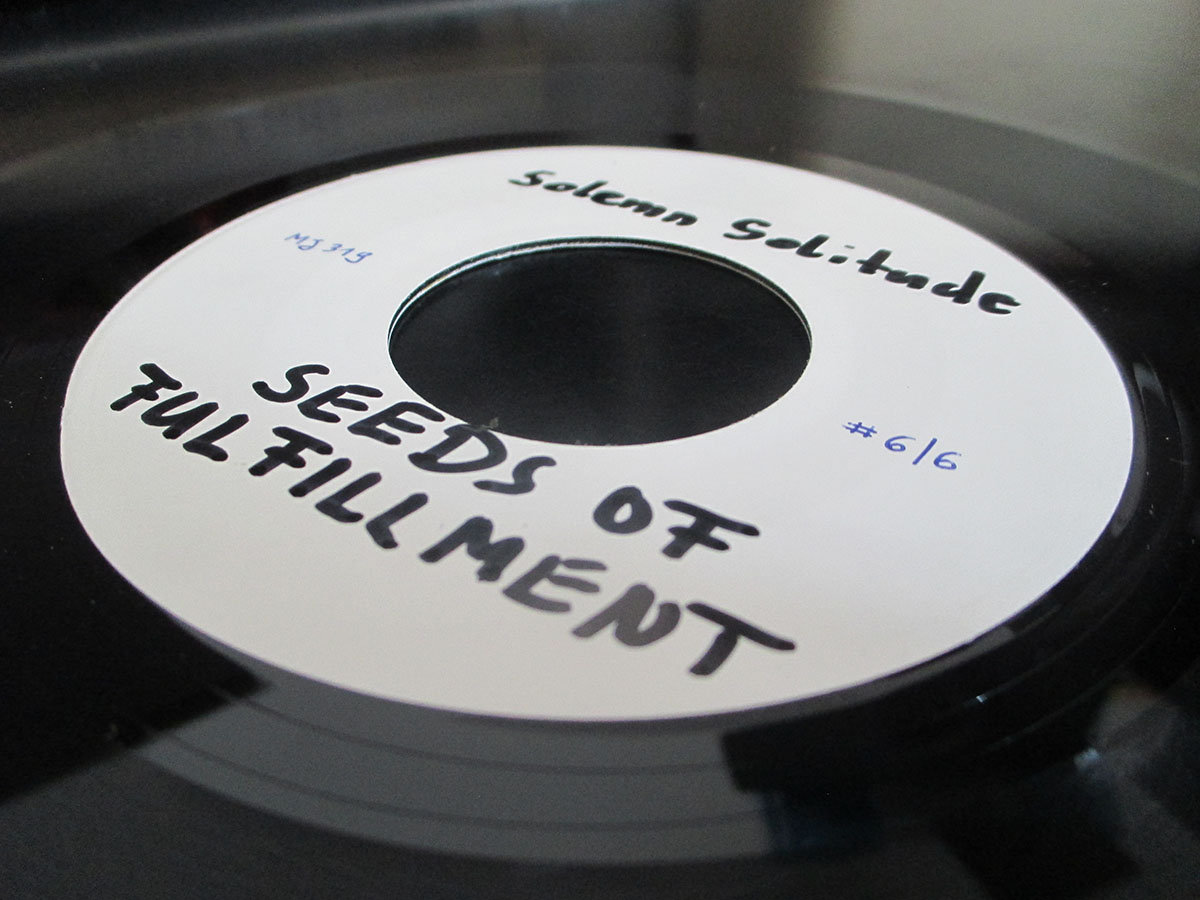 Solemn Solitude
MJ 319
#6/6
SEEDS OF
FULFILLMENT